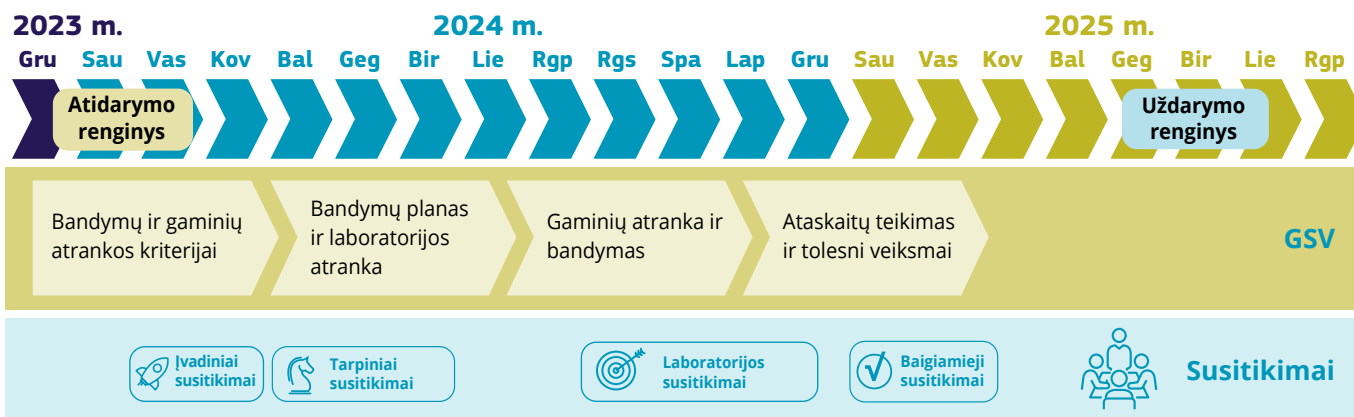 2023 m.
2024 m.
2025 m.
Gru Sau Vas Kov Bal Geg Bir Lie Rgp Rgs Spa Lap Gru Sau Vas Kov Bal Geg Bir Lie Rgp
Atidarymo
renginys
Uždarymo
renginys
Bandymų ir gaminių
atrankos kriterijai
Bandymų planas
ir laboratorijos
atranka
Gaminių atranka ir
bandymas
Ataskaitų teikimas
ir tolesni veiksmai
GSV
Įvadiniai
susitikimai
Tarpiniai
susitikimai
Laboratorijos
susitikimai
Baigiamieji
susitikimai
Susitikimai